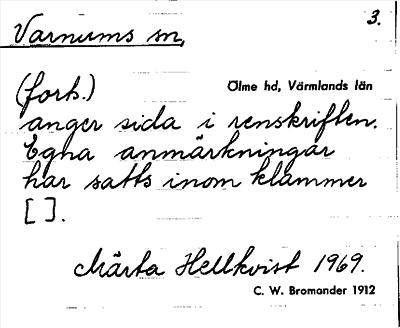 3.
Varnums sn,
(forts.)
Ölme hd, Värmlands län
anger sida i renskriften.
Egna anmärkningar
har satts inom klammer
[ ].
Märta Hellkvist 1969.
C. W. Bromander 1912